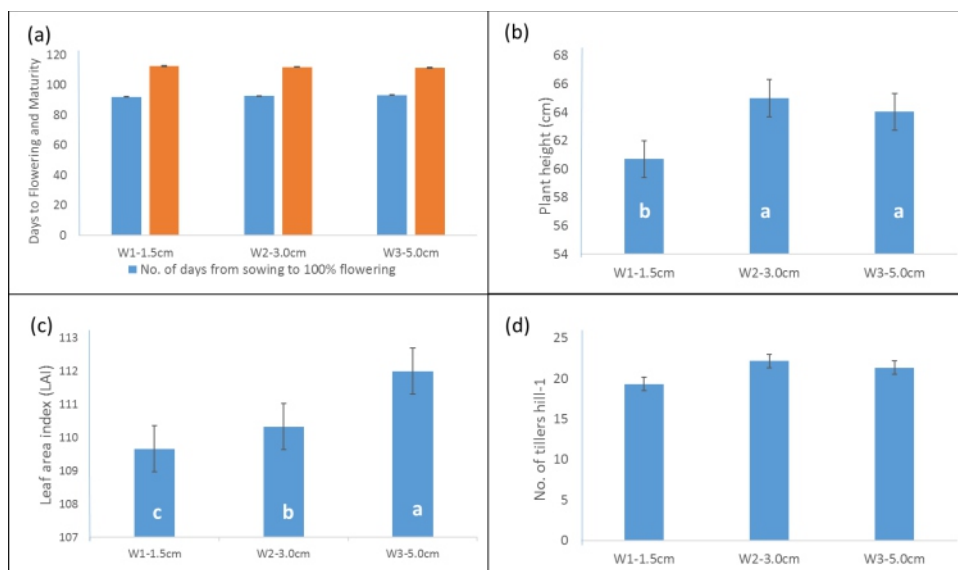 (a)
Days to Flowering and Maturity
120
100
80
60
40
20
0
W1-1.5cm W2-3.0cm W3-5.0cm
No. of days from sowing to 100% flowering
(b)
Plant height (cm)
68
66
64
62
60
58
56
54
b a a
W1-1.5cm W2-3.0cm W3-5.0cm
(c)
Leaf area index (LAI)
113
112
111
110
109
108
107
c b a
W1-1.5cm W2-3.0cm W3-5.0cm
(d)
No. of tillers hill-1
25
20
15
10
5
0
W1-1.5cm W2-3.0cm W3-5.0cm